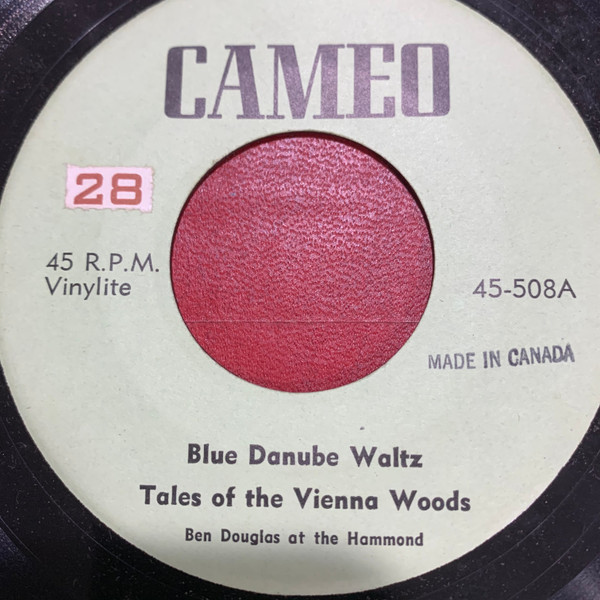 CAMEO
28
45 R.P.M.
Vinylite
45-508A
MADE IN CANADA
Blue Danube Waltz
Tales of the Vienna Woods
Ben Douglas at the Hammond